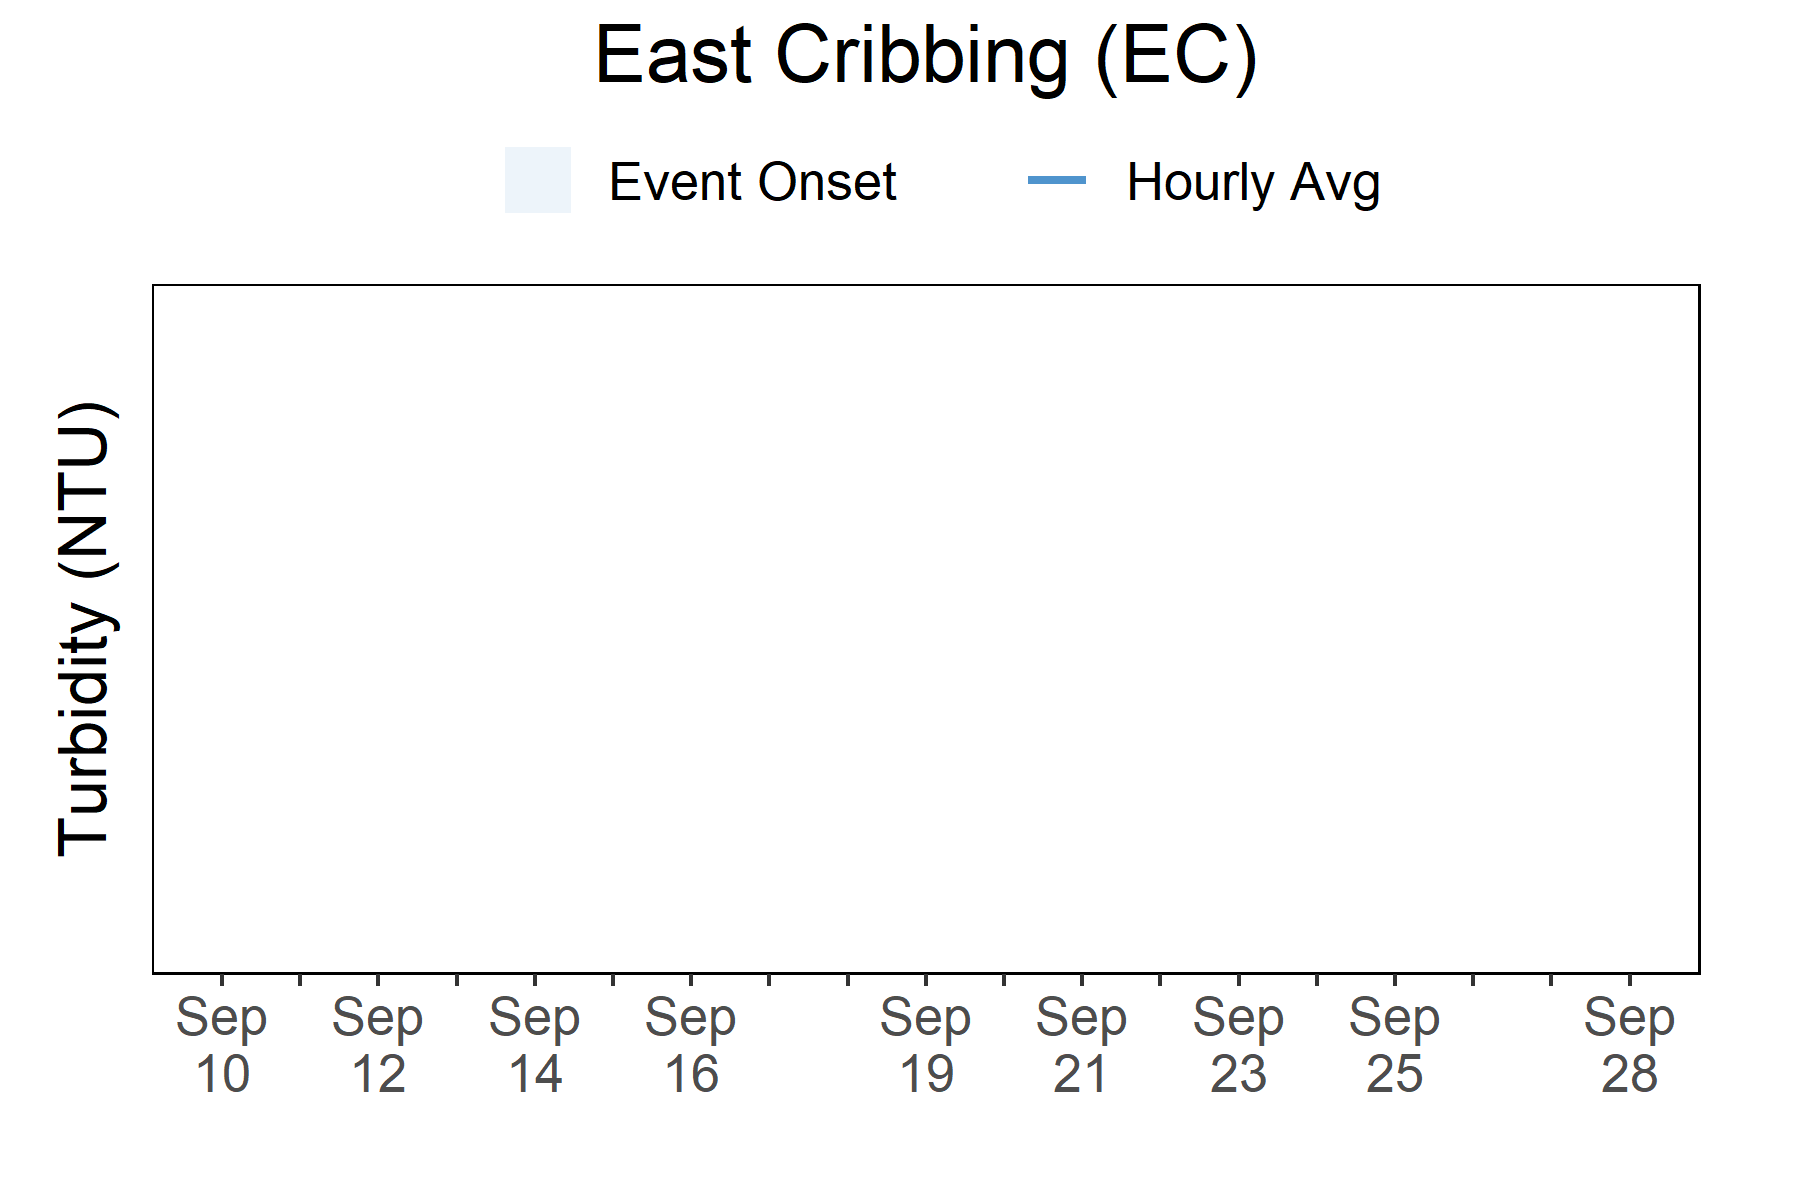 East Cribbing (EC)
Event Onset
Hourly Avg
Turbidity (NTU)
Sep
10
Sep
12
Sep
14
Sep
16
Sep
19
Sep
21
Sep
23
Sep
25
Sep
28